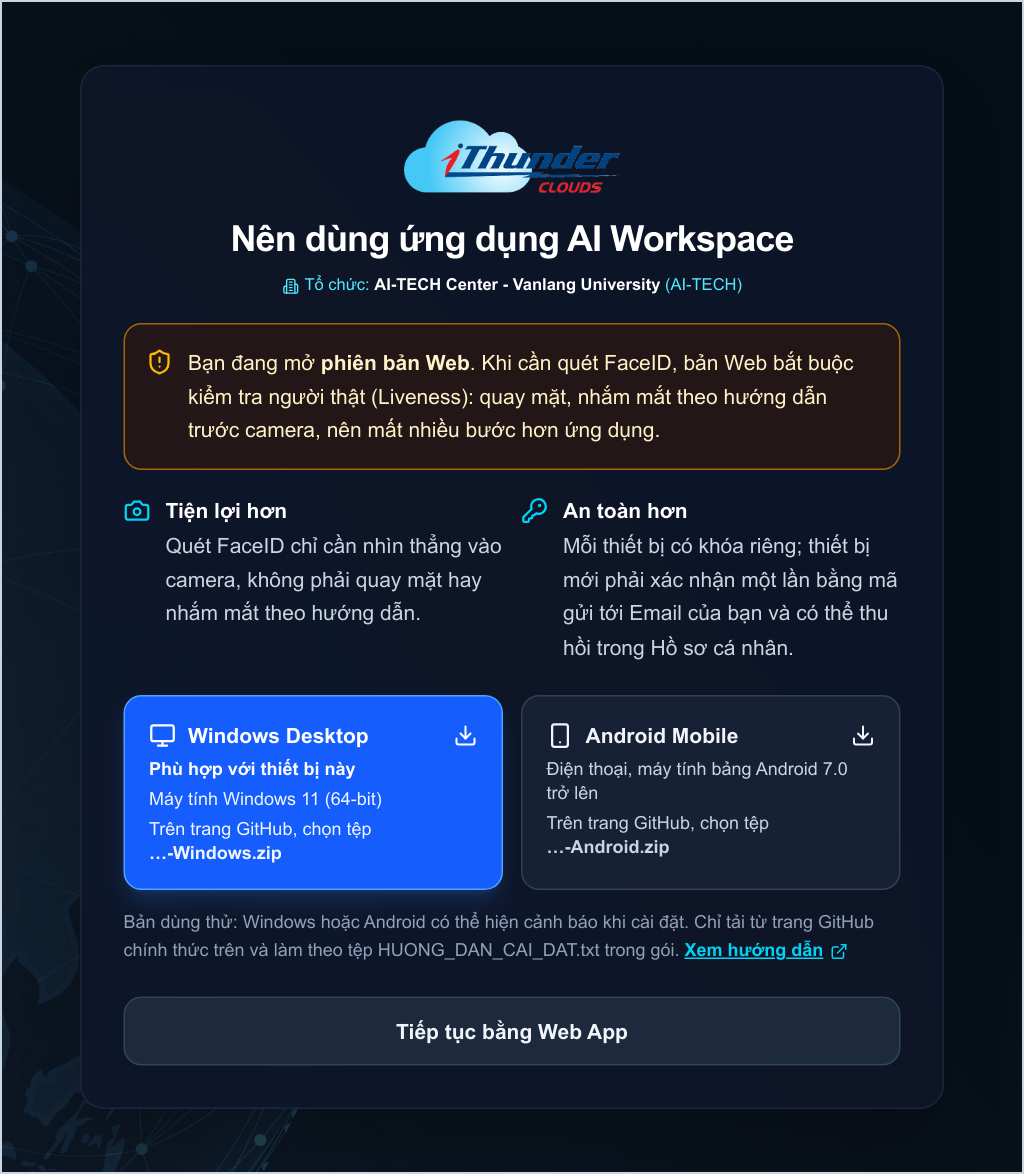 iThunder
CLOUDS
Nên dùng ứng dụng AI Workspace
Tổ chức: AI-TECH Center - Vanlang University (AI-TECH)
Bạn đang mở phiên bản Web. Khi cần quét FaceID, bản Web bắt buộc
kiểm tra người thật (Liveness): quay mặt, nhắm mắt theo hướng dẫn
trước camera, nên mất nhiều bước hơn ứng dụng.
Tiện lợi hơn
Quét FaceID chỉ cần nhìn thẳng vào
camera, không phải quay mặt hay
nhắm mắt theo hướng dẫn.
An toàn hơn
Mỗi thiết bị có khóa riêng; thiết bị
mới phải xác nhận một lần bằng mã
gửi tới Email của bạn và có thể thu
hồi trong Hồ sơ cá nhân.
Windows Desktop
Phù hợp với thiết bị này
Máy tính Windows 11 (64-bit)
Trên trang GitHub, chọn tệp
…-Windows.zip
Android Mobile
Điện thoại, máy tính bảng Android 7.0
trở lên
Trên trang GitHub, chọn tệp
…-Android.zip
Bản dùng thử: Windows hoặc Android có thể hiện cảnh báo khi cài đặt. Chỉ tải từ trang GitHub
chính thức trên và làm theo tệp HUONG_DAN_CAI_DAT.txt trong gói. Xem hướng dẫn
Tiếp tục bằng Web App